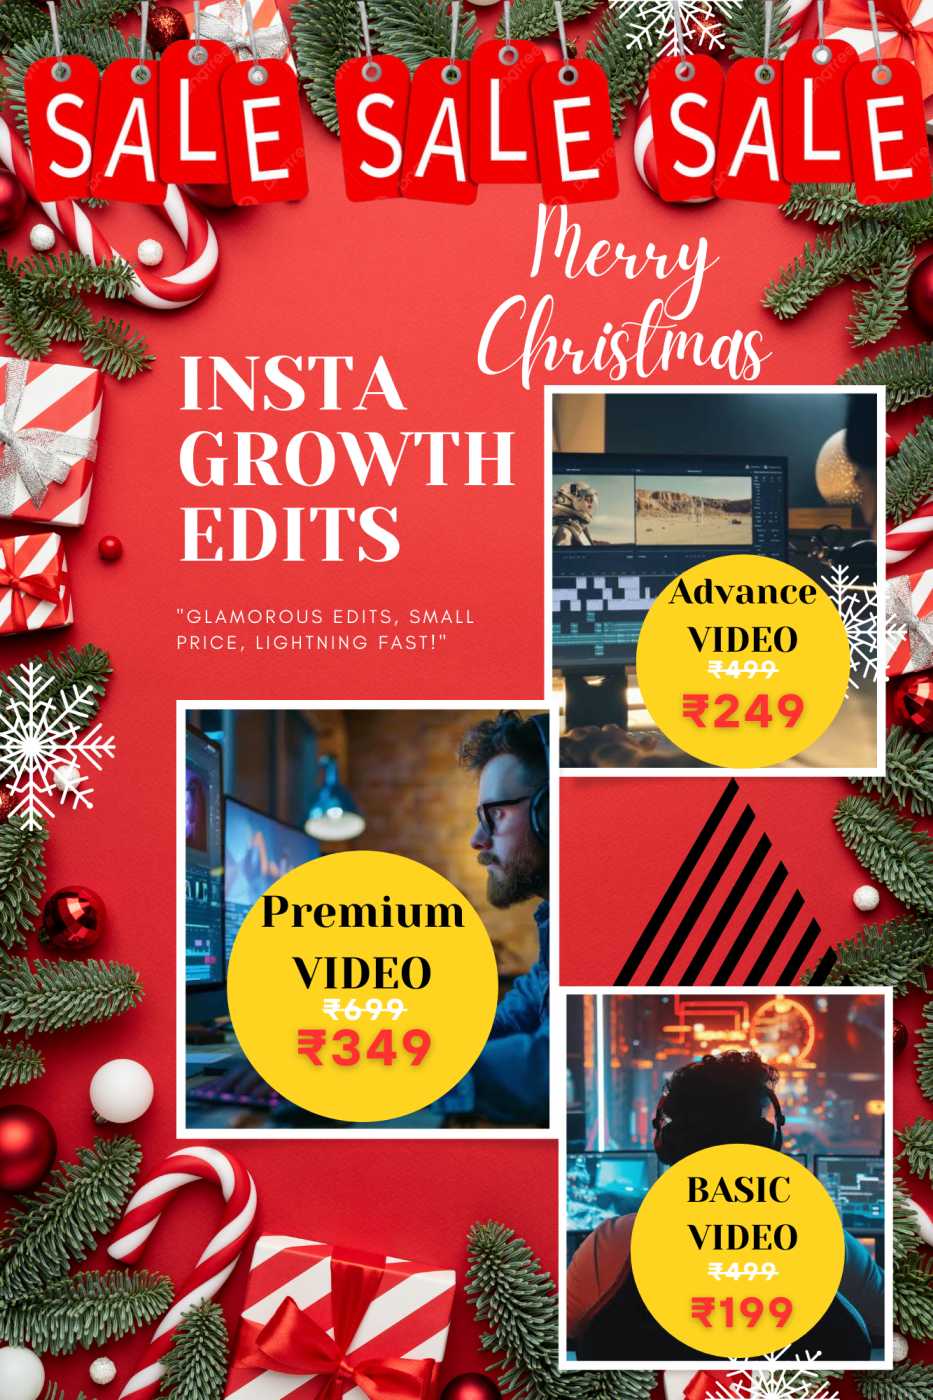 SALE SALE SALE
Merry
Christmas
INSTA
GROWTH
EDITS
"GLAMOROUS EDITS, SMALL
PRICE, LIGHTNING FAST!"
Advance
VIDEO
₹499
₹249
Premium
VIDEO
₹699
₹349
BASIC
VIDEO
₹499
₹199